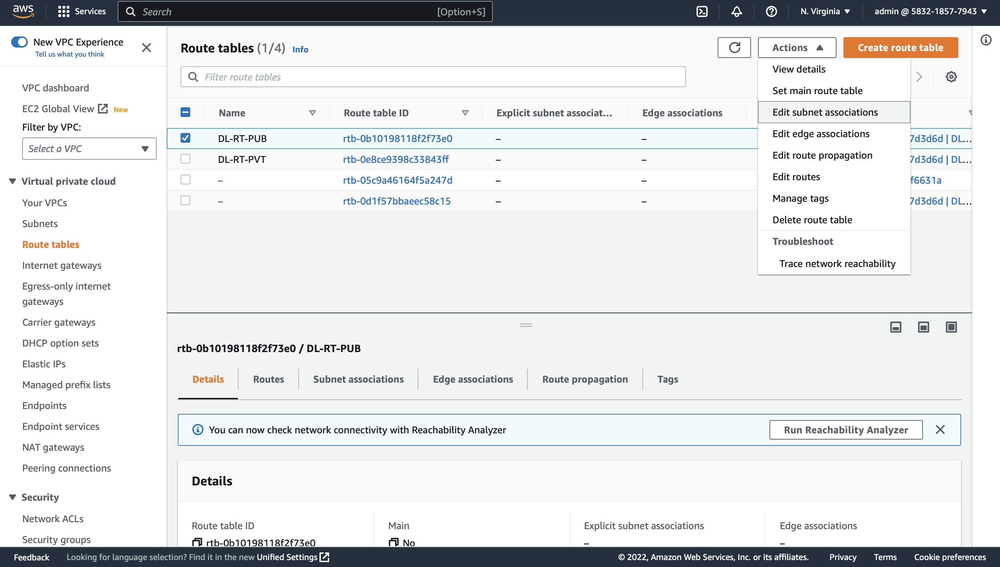 aws
Services
Search
[Option+S]
N. Virginia
admin @ 5832-1857-7943
New VPC Experience
Tell us what you think
VPC dashboard
EC2 Global View New
Filter by VPC:
Select a VPC
Virtual private cloud
Your VPCs
Subnets
Route tables
Internet gateways
Egress-only internet
gateways
Carrier gateways
DHCP option sets
Elastic IPs
Managed prefix lists
Endpoints
Endpoint services
NAT gateways
Peering connections
Security
Network ACLs
Security groups
Route tables (1/4) Info
Actions
Create route table
Filter route tables
View details
Set main route table
Edit subnet associations
Edit edge associations
Edit route propagation
Edit routes
Manage tags
Delete route table
Troubleshoot
Trace network reachability
Name Route table ID Explicit subnet associat... Edge associations
DL-RT-PUB rtb-0b10198118f2f73e0 – – 7d3d6d | DL...
DL-RT-PVT rtb-0e8ce9398c33843ff – – 7d3d6d | DL...
– rtb-05c9a46164f5a247d – – f6631a
– rtb-0d1f57bbaeec58c15 – – 7d3d6d | DL...
rtb-0b10198118f2f73e0 / DL-RT-PUB
Details Routes Subnet associations Edge associations Route propagation Tags
You can now check network connectivity with Reachability Analyzer
Run Reachability Analyzer
Details
Route table ID
rtb-0b10198118f2f73e0
Main
No
Explicit subnet associations
–
Edge associations
–
Feedback
Looking for language selection? Find it in the new Unified Settings
© 2022, Amazon Web Services, Inc. or its affiliates.
Privacy
Terms
Cookie preferences